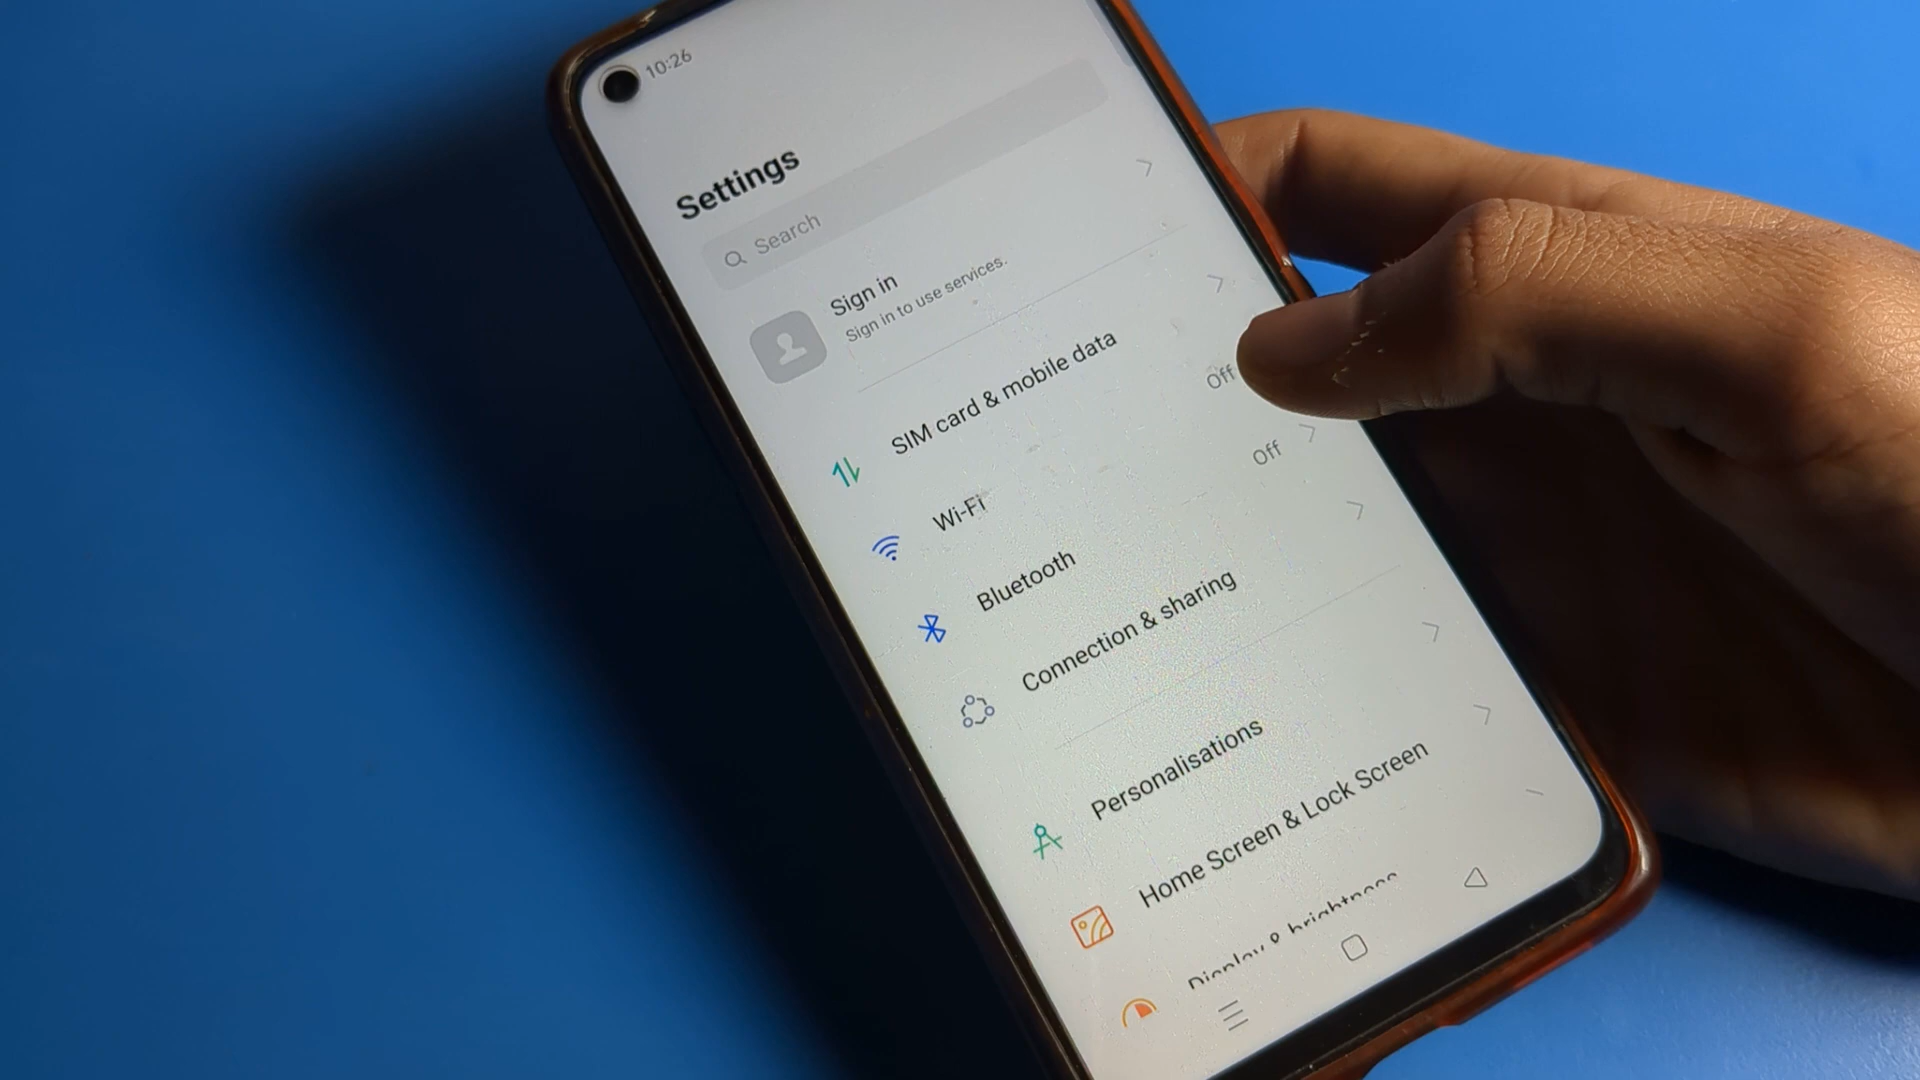 10:26
Settings
Search
Sign in
Sign in to use services.
SIM card & mobile data
Wi-Fi
Off
Bluetooth
Off
Connection & sharing
Personalisations
Home Screen & Lock Screen
Display & brightness